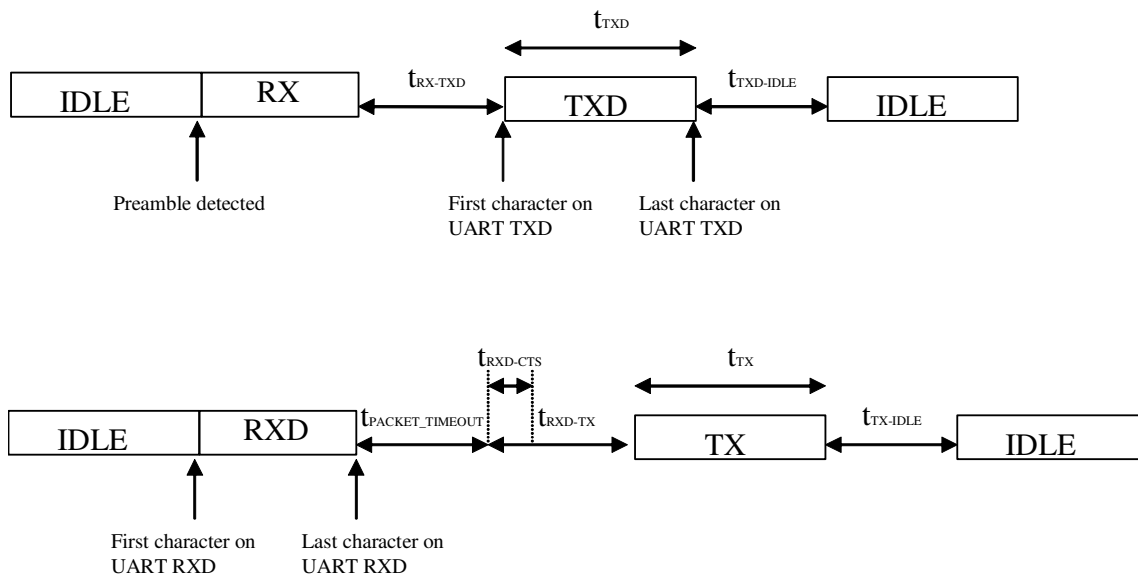 tTXD
IDLE RX tRX-TXD TXD tTXD-IDLE IDLE
Preamble detected
First character on
UART TXD
Last character on
UART TXD
tRXD-CTS
tTX
IDLE RXD tPACKET_TIMEOUT tRXD-TX TX tTX-IDLE IDLE
First character on
UART RXD
Last character on
UART RXD